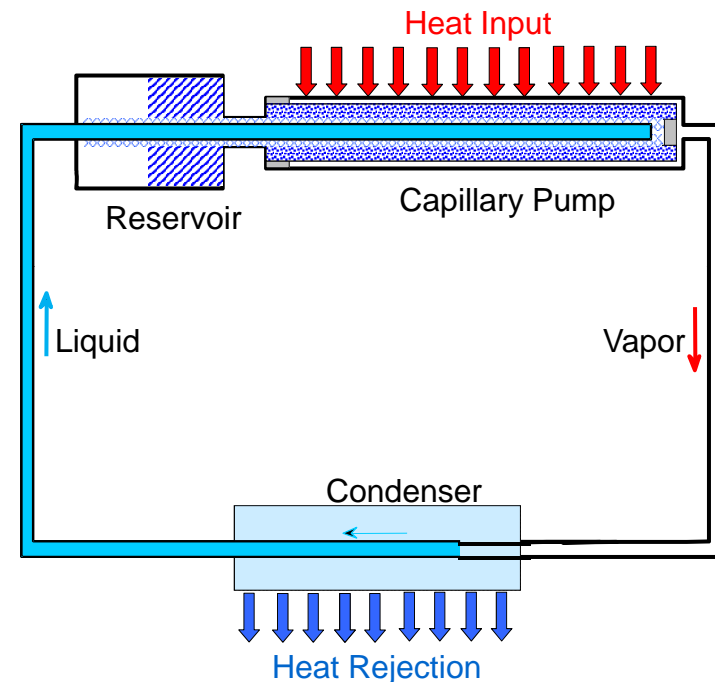 Heat Input
Reservoir
Capillary Pump
Liquid
Vapor
Condenser
Heat Rejection